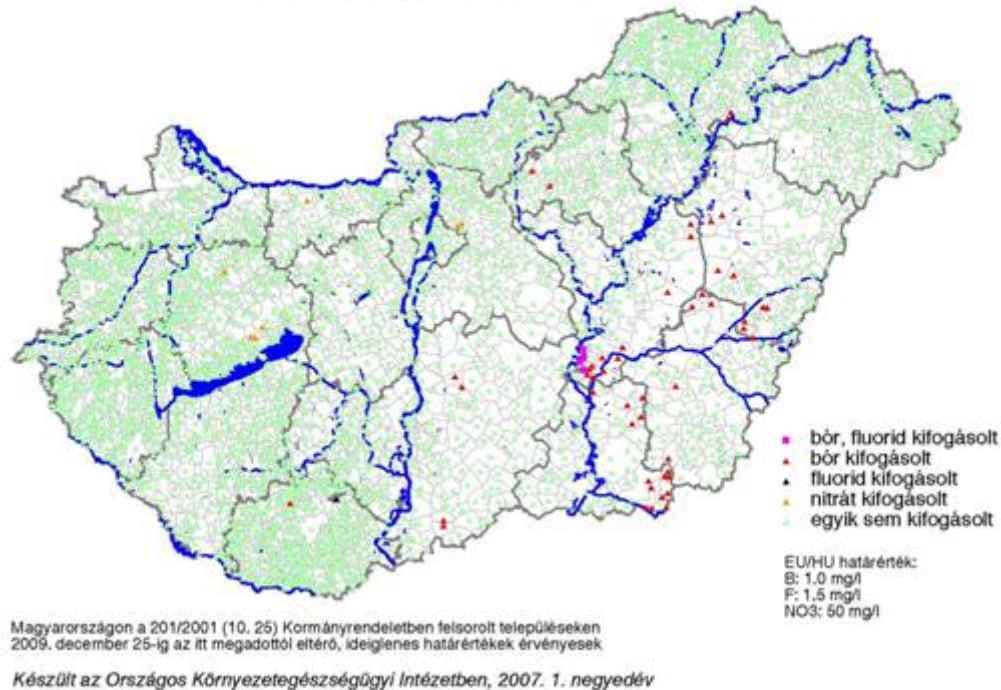 bòr, fluorid kifogásolt
bór kifogásolt
fluorid kifogásolt
nitrát kifogásolt
egyik sem kifogásolt
EU/HU határérték:
B: 1.0 mg/l
F: 1,5 mg/l
NO3: 50 mg/l
Magyarországon a 201/2001 (10. 25) Kormányrendeletben felsorolt településeken
2009. december 25-ig az itt megadottól eltérő, ideiglenes határértékek érvényesek
Készült az Országos Környezetegészségügyi Intézetben, 2007. 1. negyedév